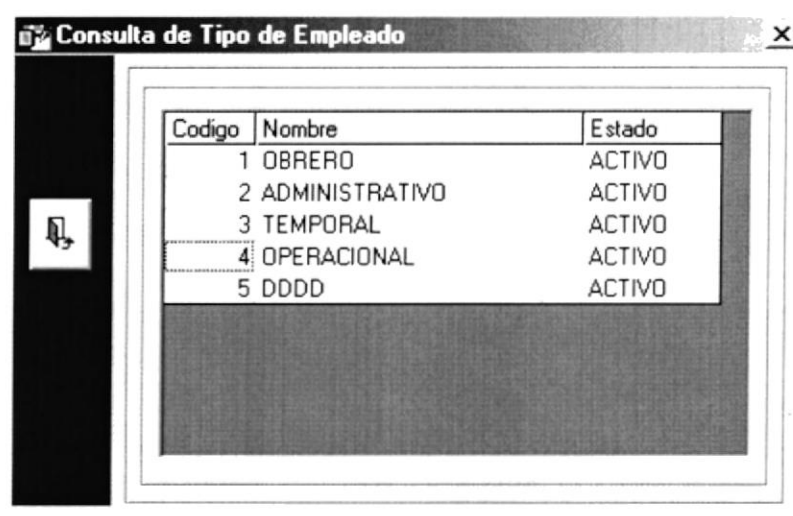 Consulta de Tipo de Empleado
Codigo Nombre Estado
1 OBRERO ACTIVO
2 ADMINISTRATIVO ACTIVO
3 TEMPORAL ACTIVO
4 OPERACIONAL ACTIVO
5 DDDD ACTIVO